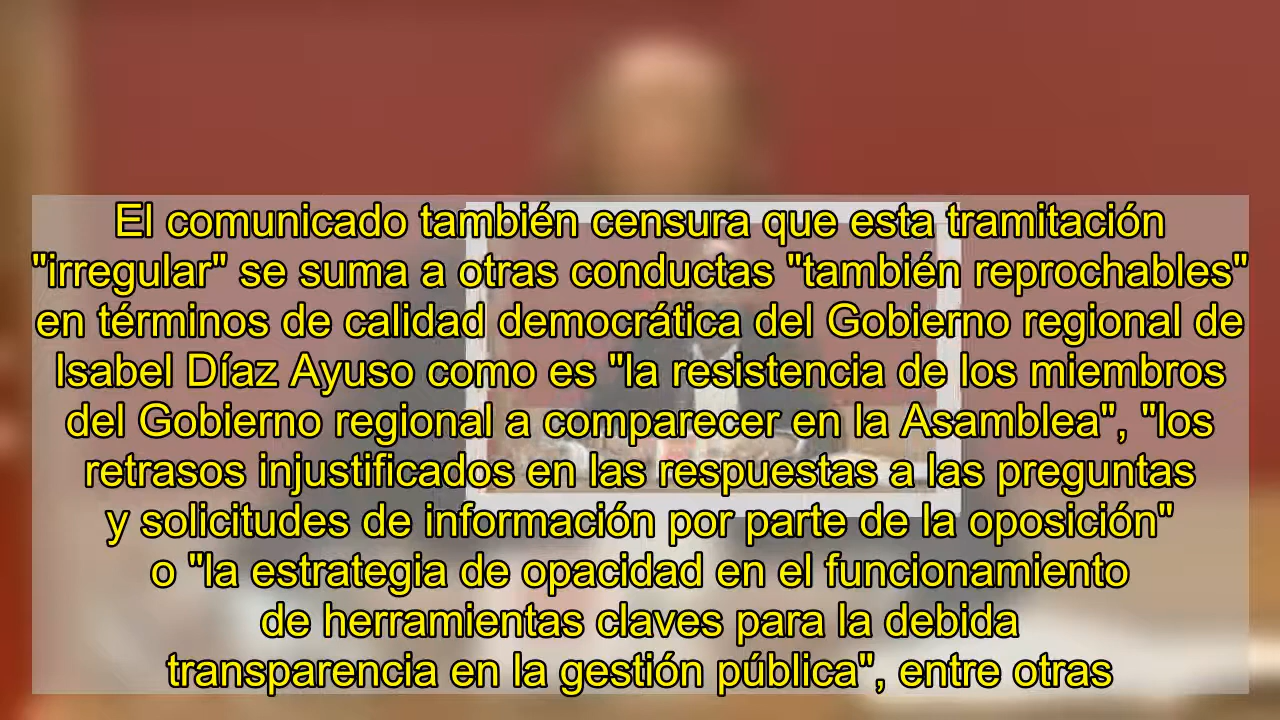 El comunicado también censura que esta tramitación
"irregular" se suma a otras conductas "también reprochables"
en términos de calidad democrática del Gobierno regional de
Isabel Díaz Ayuso como es "la resistencia de los miembros
del Gobierno regional a comparecer en la Asamblea", "los
retrasos injustificados en las respuestas a las preguntas
y solicitudes de información por parte de la oposición"
o "la estrategia de opacidad en el funcionamiento
de herramientas claves para la debida
transparencia en la gestión pública", entre otras